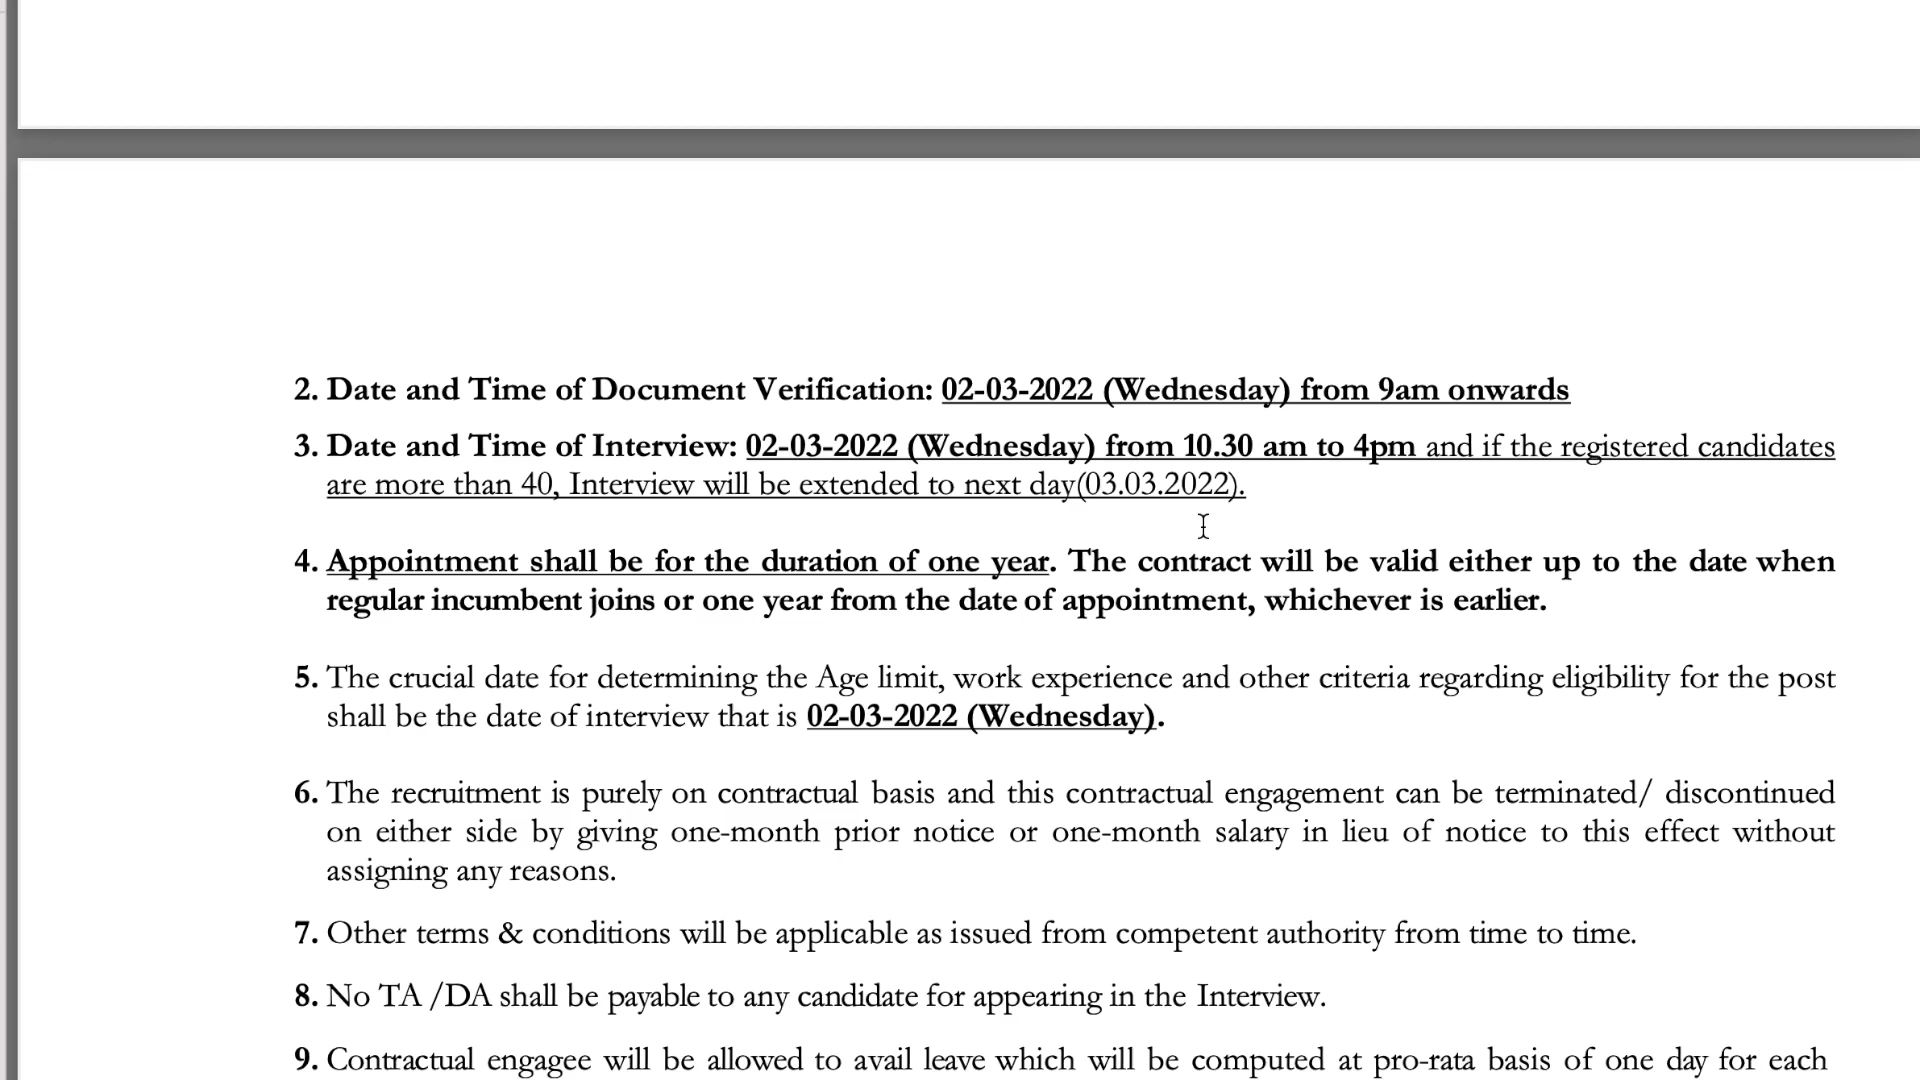 2. Date and Time of Document Verification: 02-03-2022 (Wednesday) from 9am onwards
3. Date and Time of Interview: 02-03-2022 (Wednesday) from 10.30 am to 4pm and if the registered candidates
are more than 40, Interview will be extended to next day(03.03.2022).
4. Appointment shall be for the duration of one year. The contract will be valid either up to the date when
regular incumbent joins or one year from the date of appointment, whichever is earlier.
5. The crucial date for determining the Age limit, work experience and other criteria regarding eligibility for the post
shall be the date of interview that is 02-03-2022 (Wednesday).
6. The recruitment is purely on contractual basis and this contractual engagement can be terminated/ discontinued
on either side by giving one-month prior notice or one-month salary in lieu of notice to this effect without
assigning any reasons.
7. Other terms & conditions will be applicable as issued from competent authority from time to time.
8. No TA /DA shall be payable to any candidate for appearing in the Interview.
9. Contractual engagee will be allowed to avail leave which will be computed at pro-rata basis of one day for each